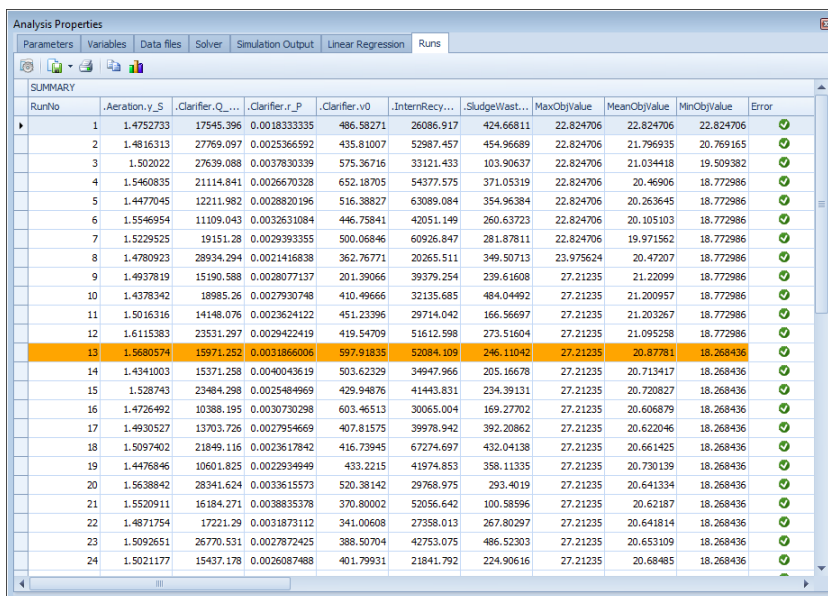 Analysis Properties
Parameters Variables Data files Solver Simulation Output Linear Regression Runs
SUMMARY
RunNo .Aeration.y_S .Clarifier.Q_... .Clarifier.r_P .Clarifier.v0 .InternRecy... .SludgeWast... MaxObjValue MeanObjValue MinObjValue Error
1 1.4752733 17545.396 0.0018333335 486.58271 26086.917 424.66811 22.824706 22.824706 22.824706
2 1.4816313 27769.097 0.0025366592 435.81007 52987.457 454.96689 22.824706 21.796935 20.769165
3 1.502022 27639.088 0.0037830339 575.36716 33121.433 103.90637 22.824706 21.034418 19.509382
4 1.5460835 21114.841 0.0026670328 652.18705 54377.575 371.05319 22.824706 20.46906 18.772986
5 1.4477045 12211.982 0.0028820196 516.38827 63089.084 354.96384 22.824706 20.263645 18.772986
6 1.5546954 11109.043 0.0032631084 446.75841 42051.149 260.63723 22.824706 20.105103 18.772986
7 1.5229525 19151.28 0.0029393355 500.06846 60926.847 281.87811 22.824706 19.971562 18.772986
8 1.4780923 28934.294 0.0021416838 362.76771 20265.511 349.50713 23.975624 20.47207 18.772986
9 1.4937819 15190.588 0.0028077137 201.39066 39379.254 239.61608 27.21235 21.22099 18.772986
10 1.4378342 18985.26 0.0027930748 410.49666 32135.685 484.04492 27.21235 21.200957 18.772986
11 1.5016316 14148.076 0.0023624122 451.23396 29714.042 166.56697 27.21235 21.203267 18.772986
12 1.6115383 23531.297 0.0029422419 419.54709 51612.598 273.51604 27.21235 21.095258 18.772986
13 1.5680574 15971.252 0.0031866006 597.91835 52084.109 246.11042 27.21235 20.87781 18.268436
14 1.4341003 15371.258 0.0040043619 503.62329 34947.966 205.16678 27.21235 20.713417 18.268436
15 1.528743 23484.298 0.0025484969 429.94876 41443.831 234.39131 27.21235 20.720827 18.268436
16 1.4726492 10388.195 0.0030730298 603.46513 30065.004 169.27702 27.21235 20.606879 18.268436
17 1.4930527 13703.726 0.0027954669 407.81575 39978.942 392.20862 27.21235 20.622046 18.268436
18 1.5097402 21849.116 0.0023617842 416.73945 67274.697 432.04138 27.21235 20.661425 18.268436
19 1.4476846 10601.825 0.0022934949 433.2215 41974.853 358.11335 27.21235 20.730139 18.268436
20 1.5638842 28341.624 0.0033615573 520.38142 29768.975 293.4019 27.21235 20.641334 18.268436
21 1.5520911 16184.271 0.0038835378 370.80002 52056.642 100.58596 27.21235 20.62187 18.268436
22 1.4871754 17221.29 0.0031873112 341.00608 27358.013 267.80297 27.21235 20.641814 18.268436
23 1.5092651 26770.531 0.0027872425 388.50704 42753.075 486.52303 27.21235 20.653109 18.268436
24 1.5021177 15437.178 0.0026087488 401.79931 21841.792 224.90616 27.21235 20.68485 18.268436